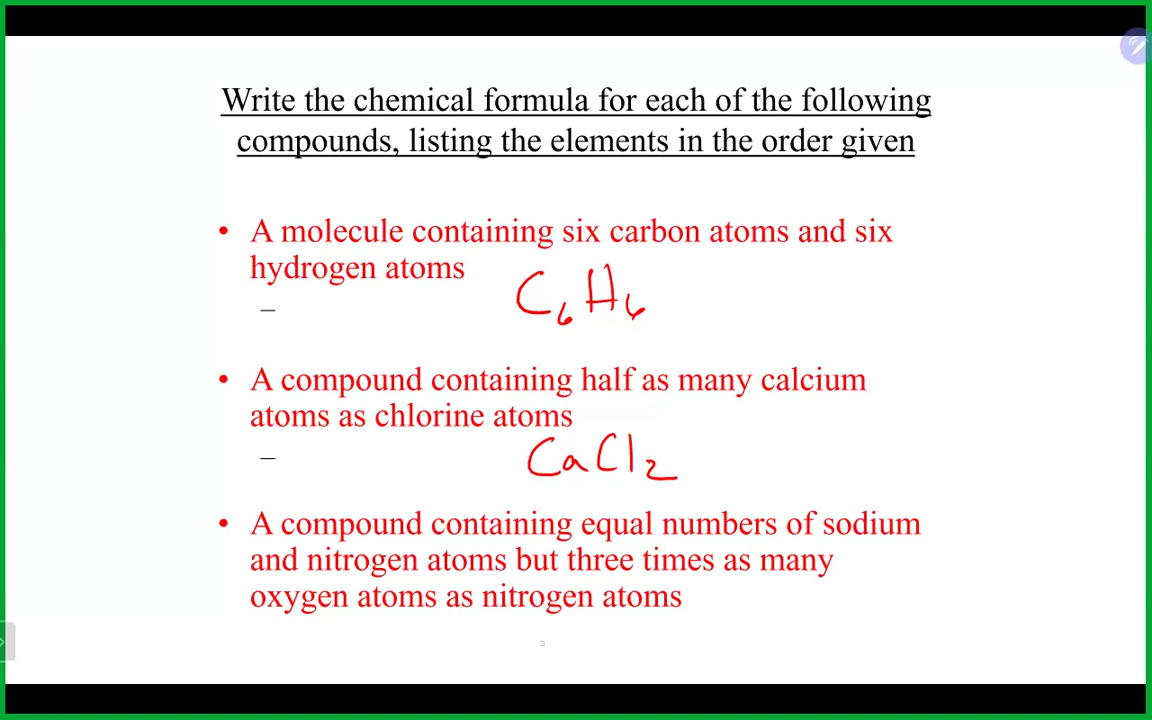 Write the chemical formula for each of the following
compounds, listing the elements in the order given
• A molecule containing six carbon atoms and six
hydrogen atoms
– C₆H₆
• A compound containing half as many calcium
atoms as chlorine atoms
– CaCl₂
• A compound containing equal numbers of sodium
and nitrogen atoms but three times as many
oxygen atoms as nitrogen atoms